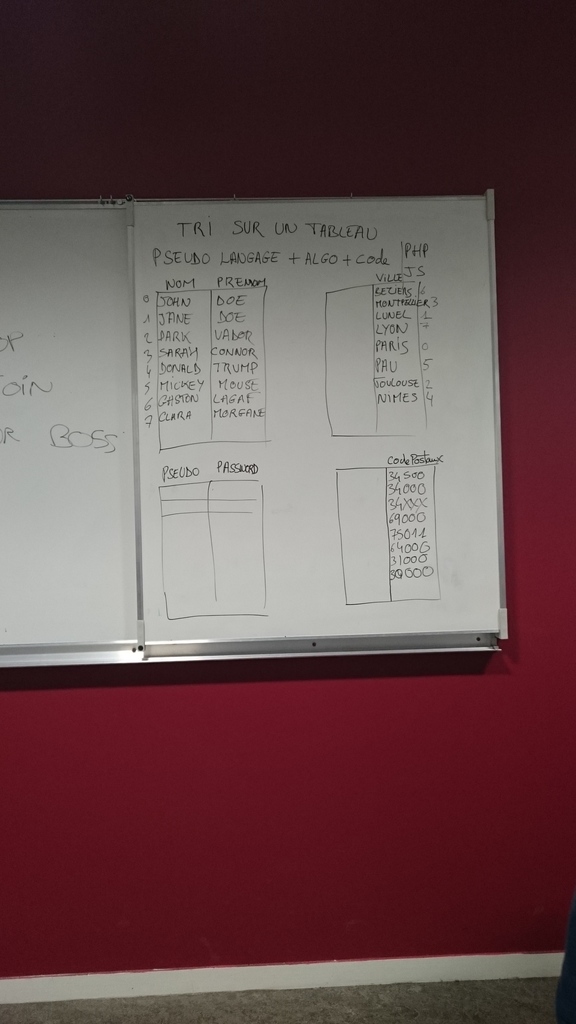 TRI SUR UN TABLEAU
PSEUDO LANGAGE + ALGO + Code PHP
JS
NOM PRENOM
0 JOHN DOE
1 JANE DOE
2 DARK VADOR
3 SARAH CONNOR
4 DONALD TRUMP
5 MICKEY MOUSE
6 GASTON LAGAF
7 CLARA MORGANE
VILLE
BEZIERS 6
MONTPELLIER 3
LUNEL 1
LYON 7
PARIS 0
PAU 5
TOULOUSE 2
NIMES 4
PSEUDO PASSWORD
Code Postaux
34500
34000
34XXX
69000
75011
64000
31000
30000
OP
OIN
OR BOSS